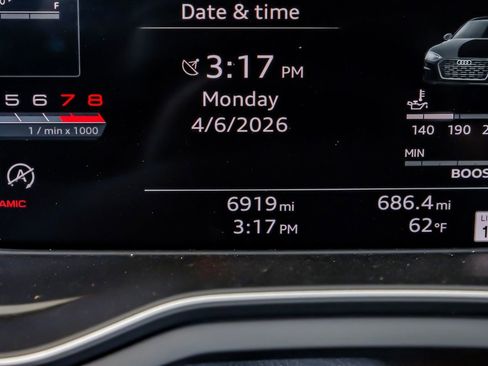 F
Date & time
3:17 PM
Monday
4/6/2026
5 6 7 8
1 / min x 1000
140 190
MIN
BOOS
AMIC
6919 mi
686.4 mi
3:17 PM
62°F